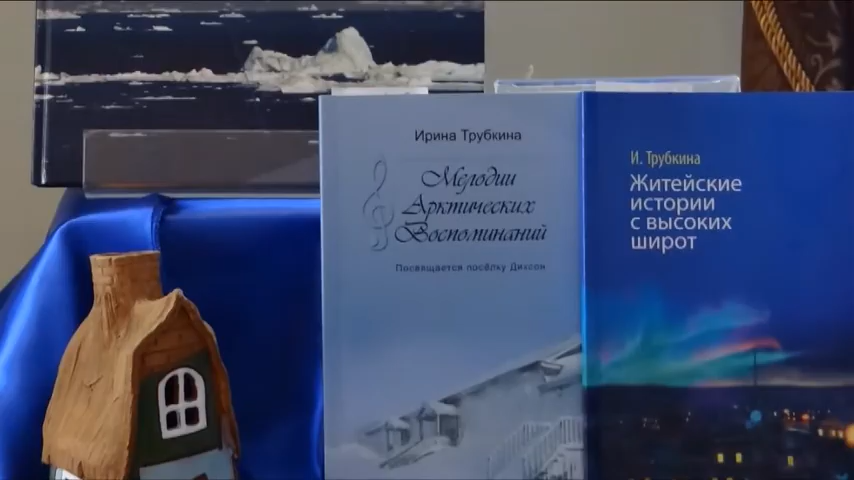 Ирина Трубкина
Мелодии
Арктических
Воспоминаний
Посвящается посёлку Диксон
И. Трубкина
Житейские
истории
с высоких
широт